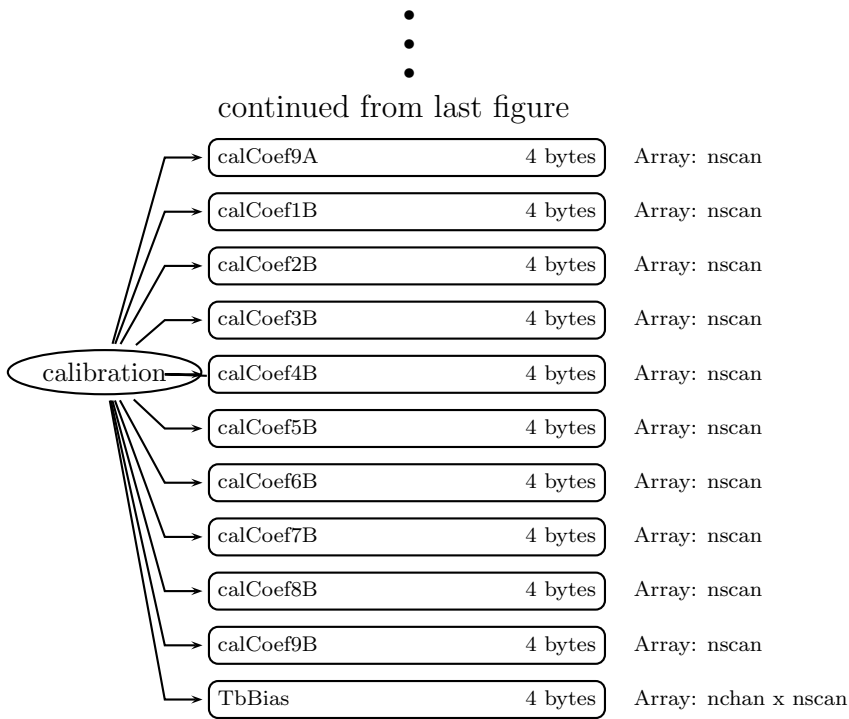 continued from last figure
calCoef9A 4 bytes Array: nscan
calCoef1B 4 bytes Array: nscan
calCoef2B 4 bytes Array: nscan
calCoef3B 4 bytes Array: nscan
calibration calCoef4B 4 bytes Array: nscan
calCoef5B 4 bytes Array: nscan
calCoef6B 4 bytes Array: nscan
calCoef7B 4 bytes Array: nscan
calCoef8B 4 bytes Array: nscan
calCoef9B 4 bytes Array: nscan
TbBias 4 bytes Array: nchan x nscan